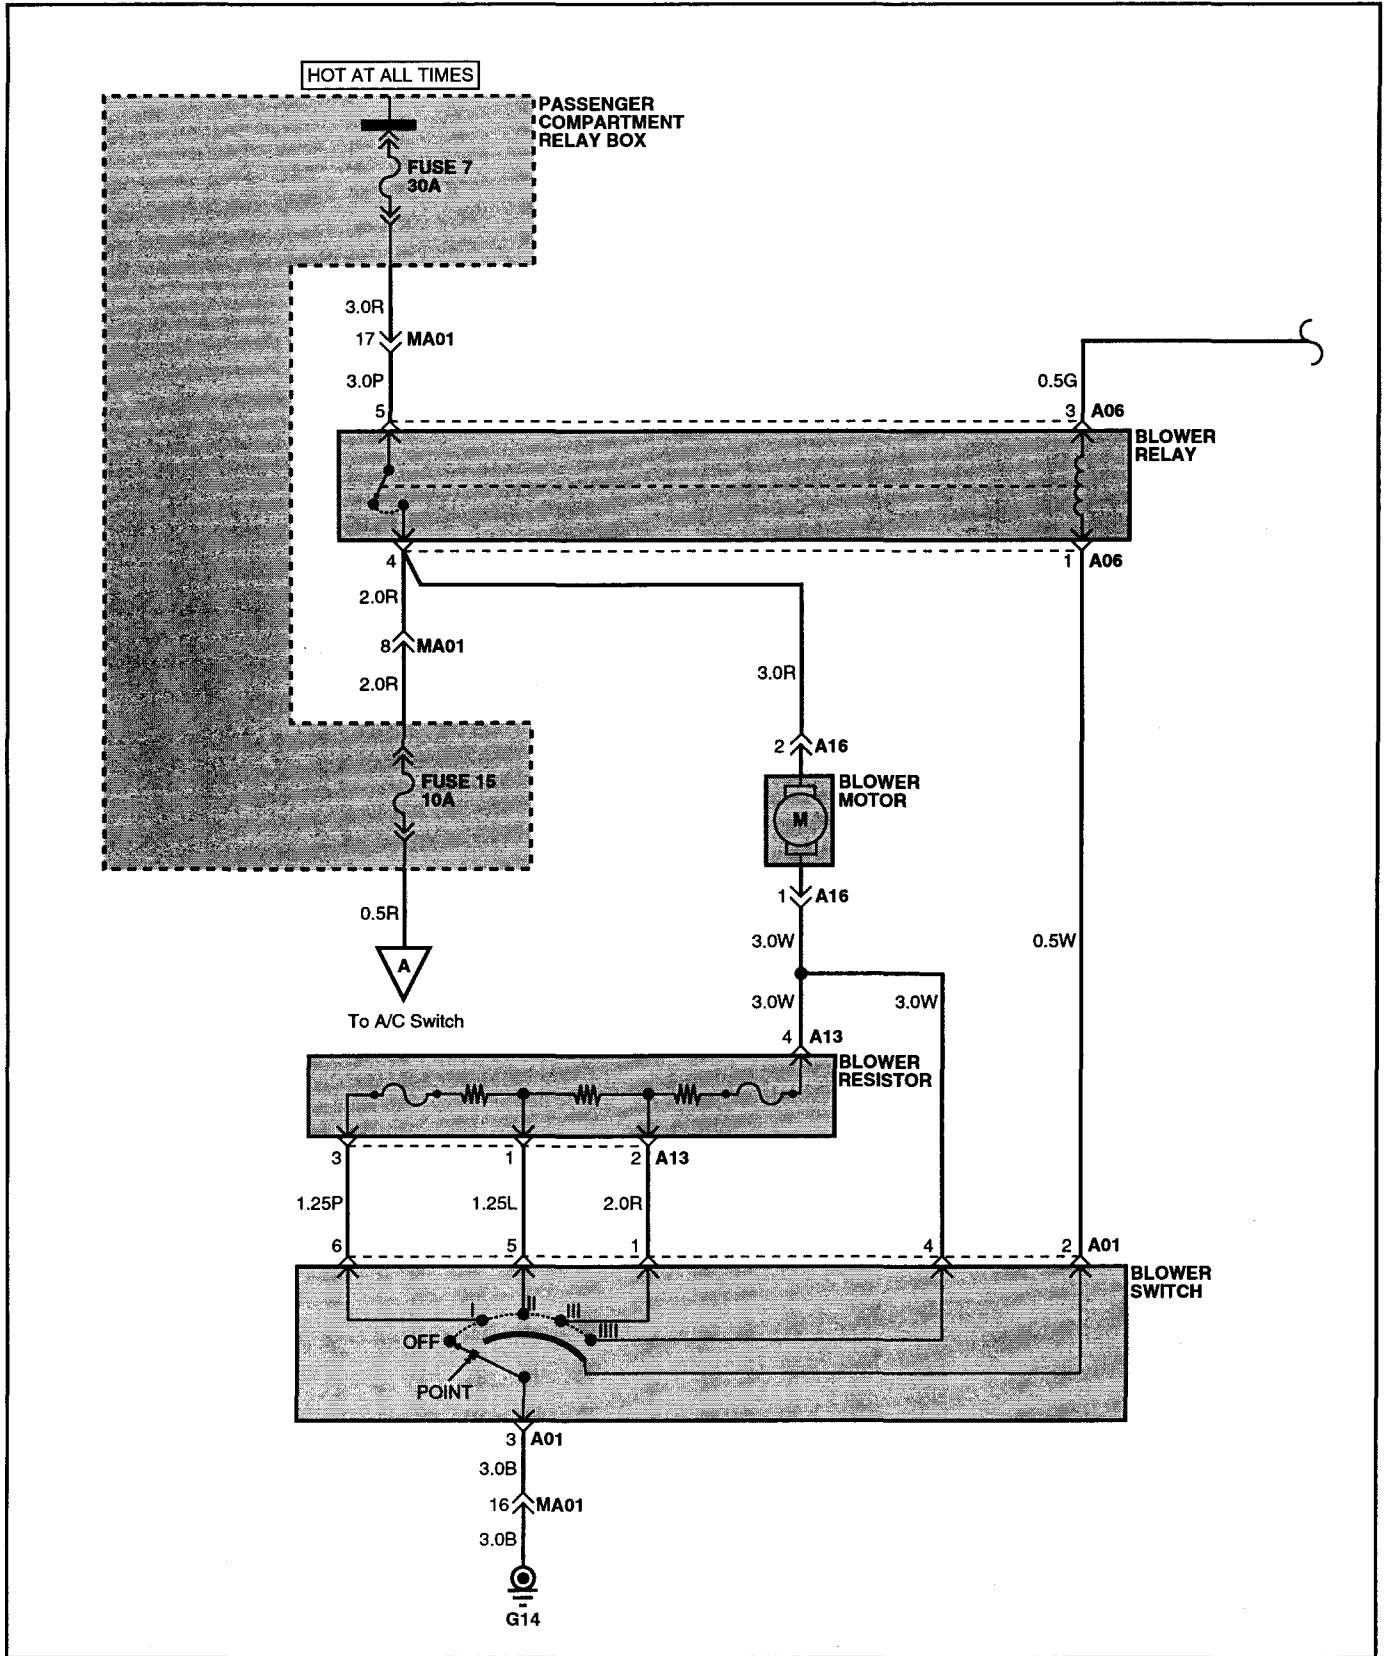 HOT AT ALL TIMES
PASSENGER
COMPARTMENT
RELAY BOX
FUSE 7
30A
3.0R
17 MA01
3.0P
0.5G
5
3 A06
BLOWER
RELAY
4
1 A06
2.0R
8 MA01
2.0R
3.0R
2 A16
FUSE 15
10A
BLOWER
MOTOR
M
1 A16
0.5R
3.0W
0.5W
A
3.0W
3.0W
To A/C Switch
4 A13
BLOWER
RESISTOR
3
1
2 A13
1.25P
1.25L
2.0R
6
5
1
4
2 A01
BLOWER
SWITCH
I
II
III
IIII
OFF
POINT
3 A01
3.0B
16 MA01
3.0B
G14